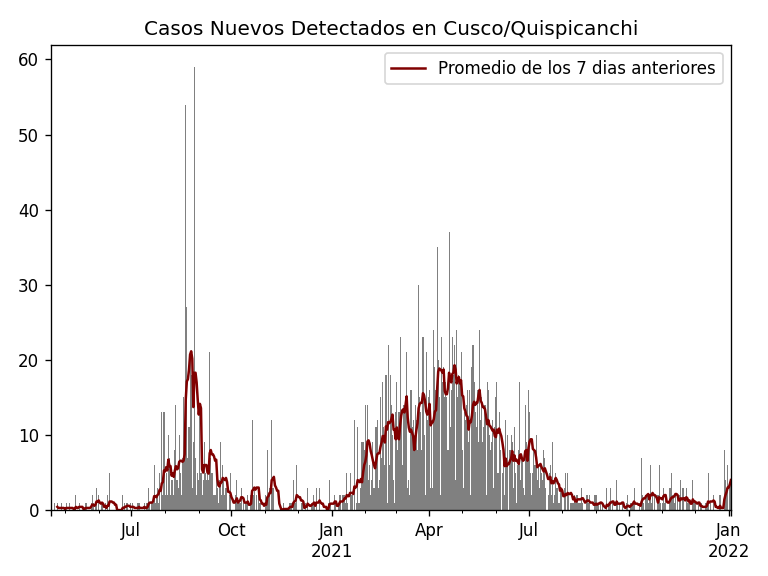 Casos Nuevos Detectados en Cusco/Quispicanchi
Promedio de los 7 dias anteriores
60
50
40
30
20
10
0
Jul Oct Jan Apr Jul Oct Jan
2021 2022